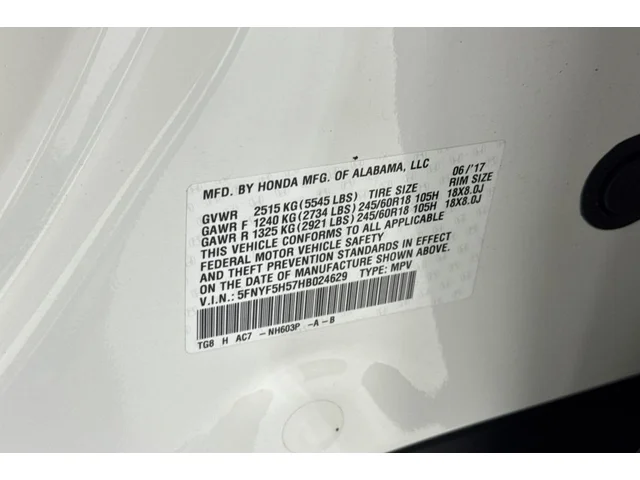 MFD. BY HONDA MFG. OF ALABAMA, LLC 06/'17
GVWR 2515 KG (5545 LBS) TIRE SIZE RIM SIZE
GAWR F 1240 KG (2734 LBS) 245/60R18 105H 18X8.0J
GAWR R 1325 KG (2921 LBS) 245/60R18 105H 18X8.0J
THIS VEHICLE CONFORMS TO ALL APPLICABLE
FEDERAL MOTOR VEHICLE SAFETY
AND THEFT PREVENTION STANDARDS IN EFFECT
ON THE DATE OF MANUFACTURE SHOWN ABOVE.
V.I.N.: 5FNYF5H57HB024629 TYPE: MPV
TG8 H AC7 -NH603P -A-B